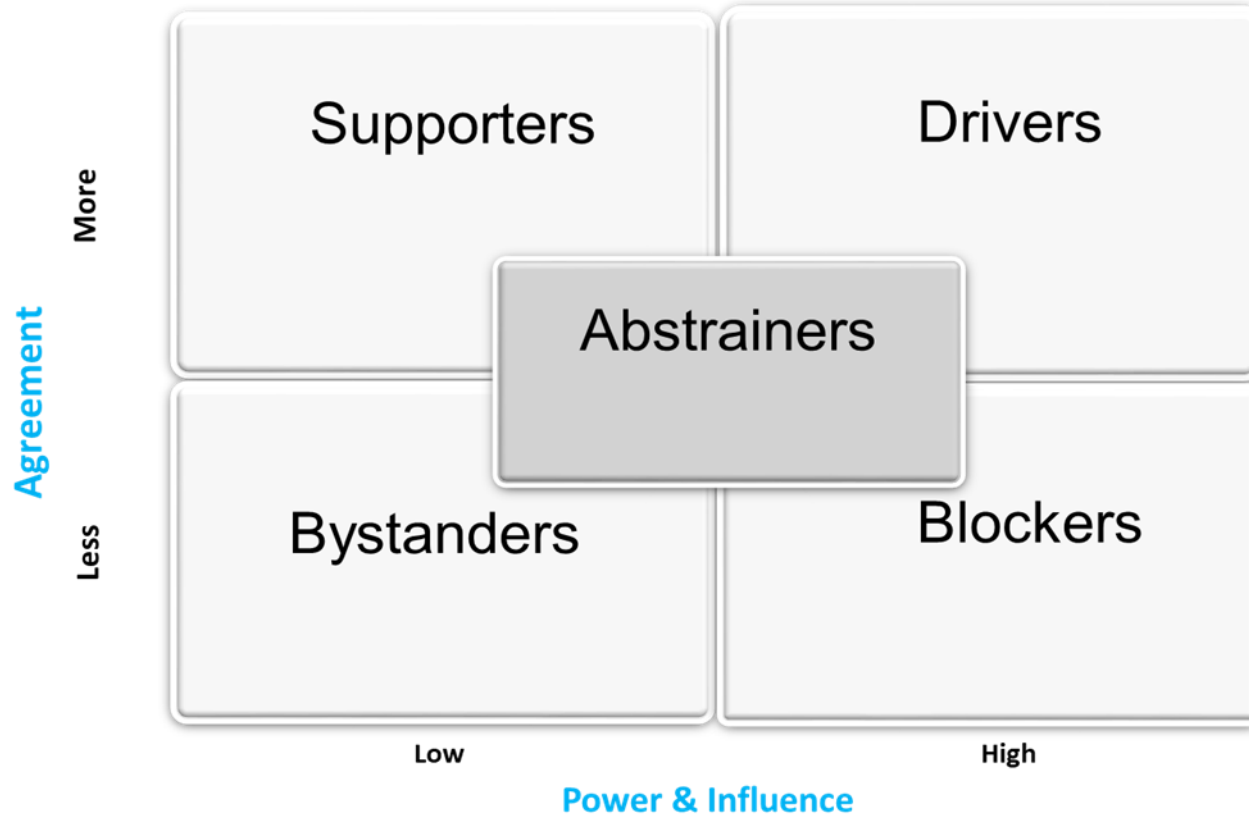 Supporters
Drivers
More
Abstrainers
Agreement
Bystanders
Blockers
Less
Low
High
Power & Influence